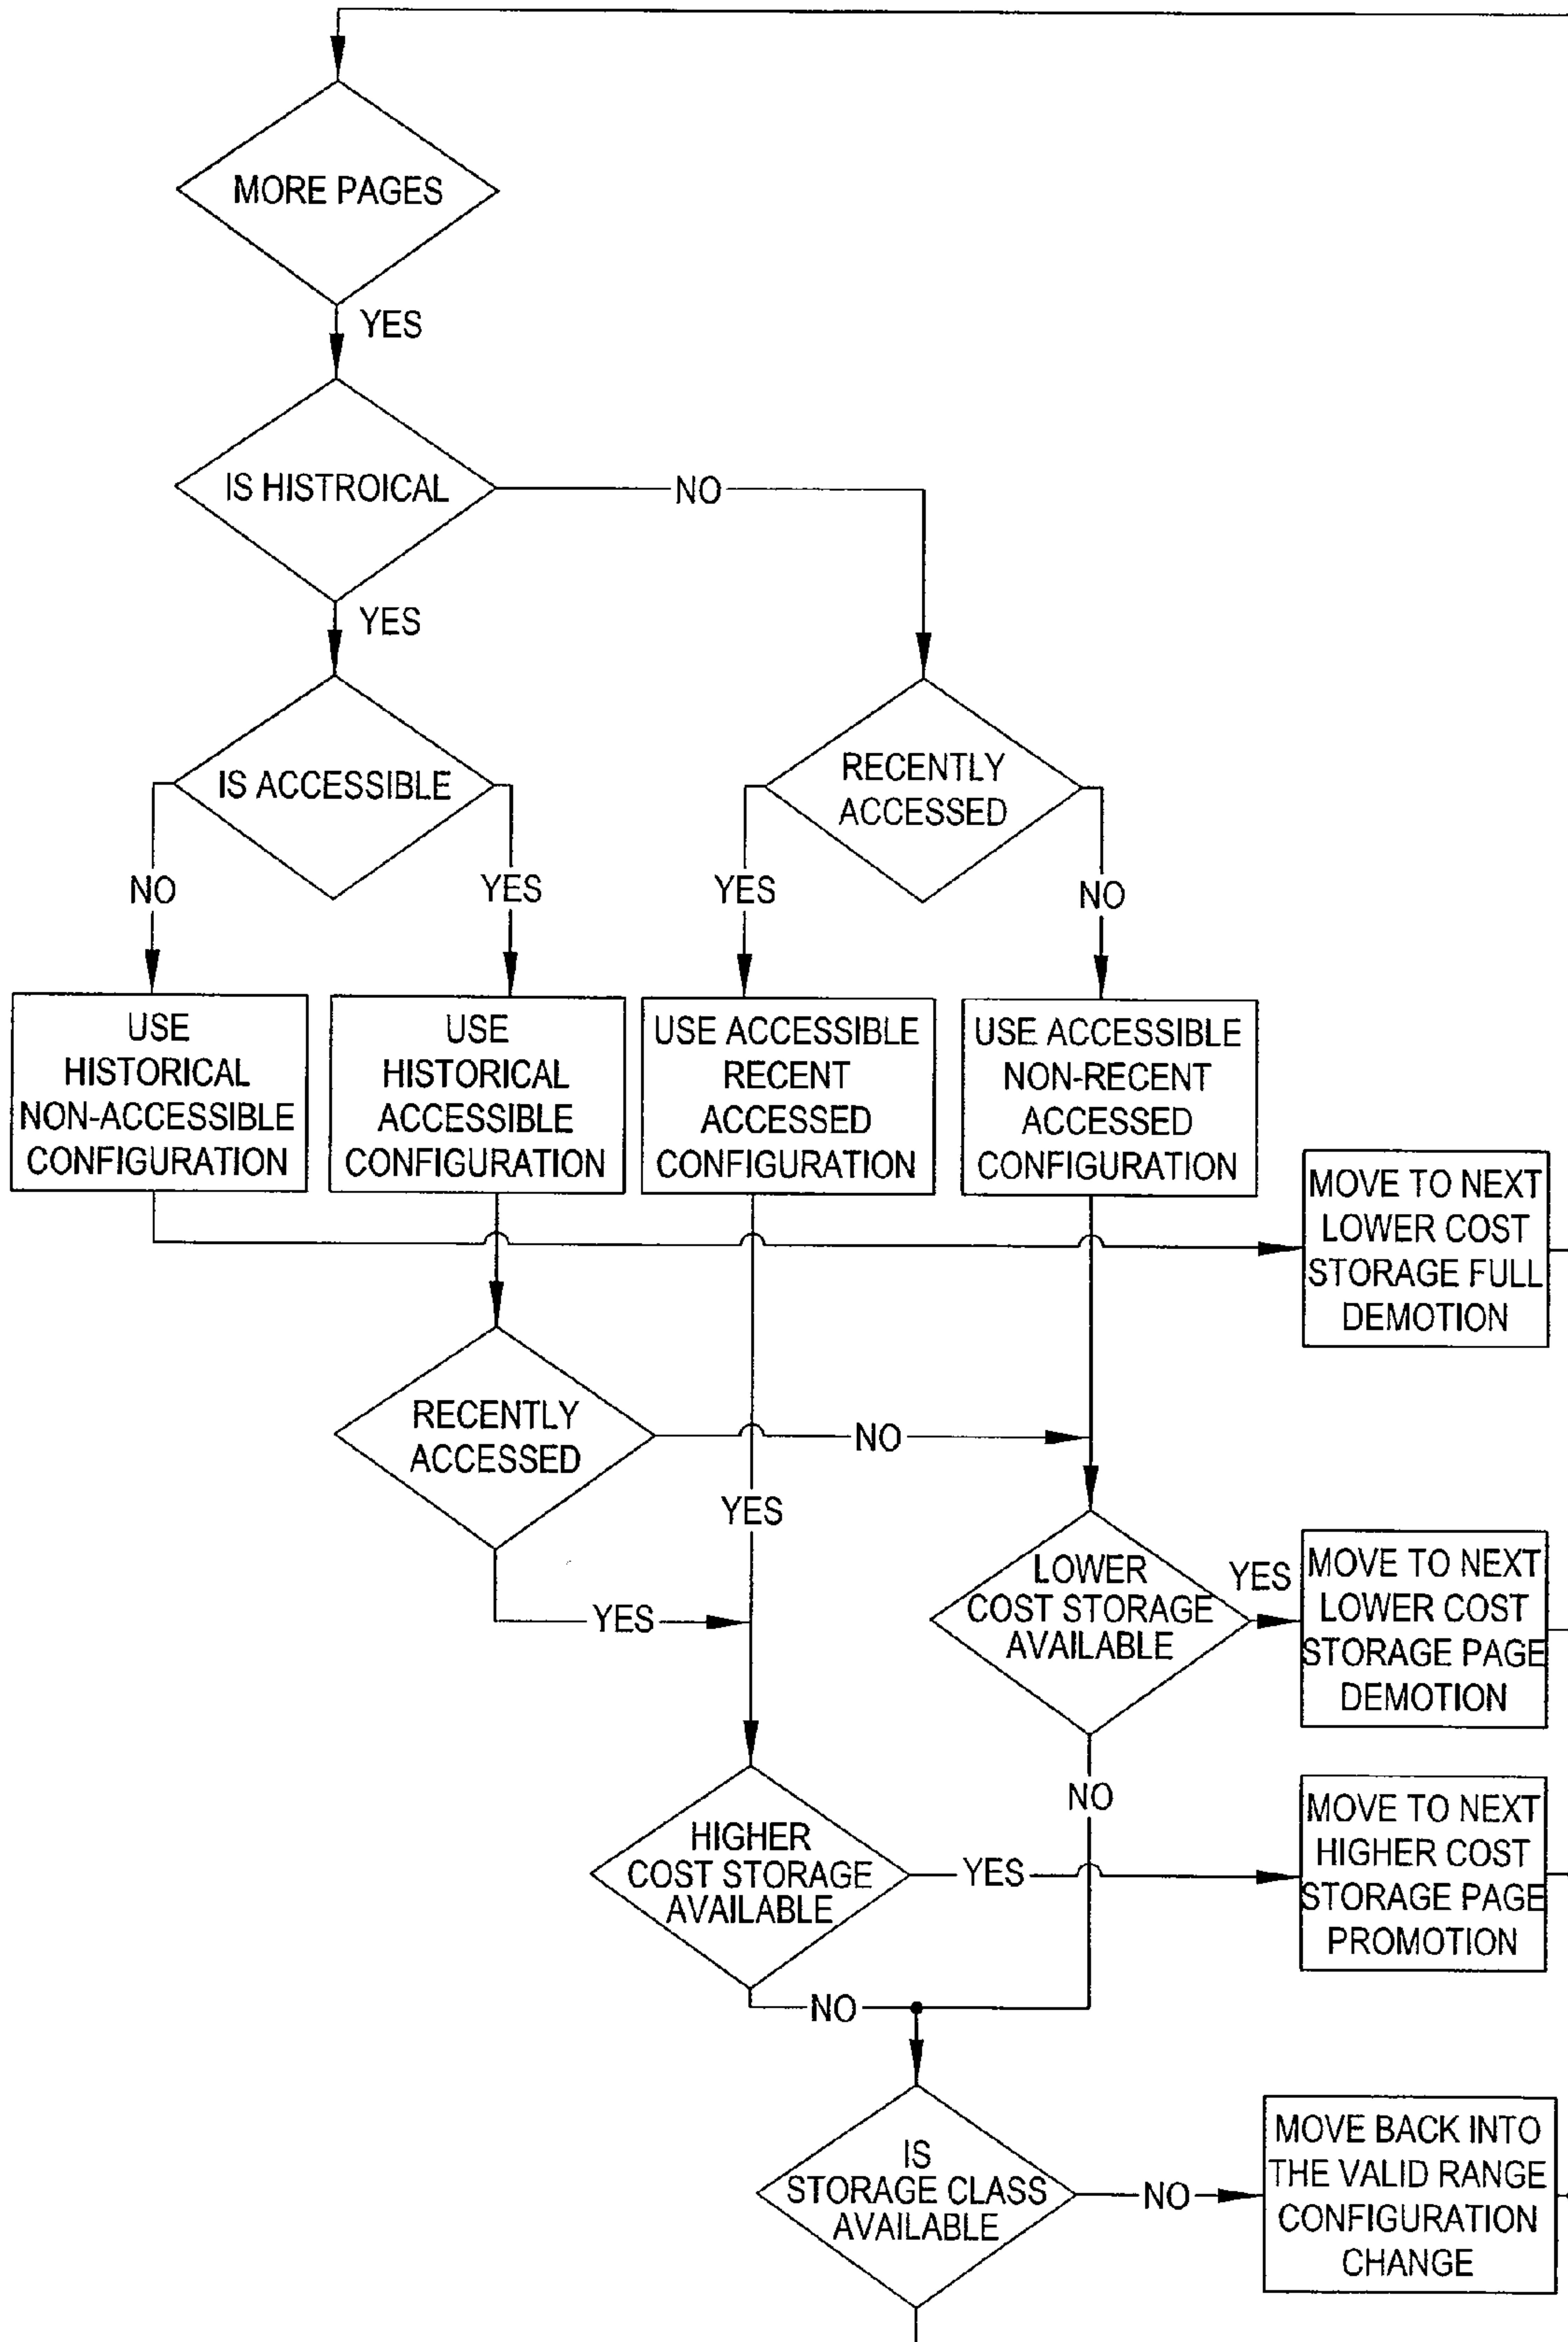 MORE PAGES
YES
IS HISTROICAL
NO
YES
IS ACCESSIBLE
RECENTLY
ACCESSED
NO
YES
YES
NO
USE
HISTORICAL
NON-ACCESSIBLE
CONFIGURATION
USE
HISTORICAL
ACCESSIBLE
CONFIGURATION
USE ACCESSIBLE
RECENT
ACCESSED
CONFIGURATION
USE ACCESSIBLE
NON-RECENT
ACCESSED
CONFIGURATION
MOVE TO NEXT
LOWER COST
STORAGE FULL
DEMOTION
RECENTLY
ACCESSED
NO
YES
YES
LOWER
COST STORAGE
AVAILABLE
YES
MOVE TO NEXT
LOWER COST
STORAGE PAGE
DEMOTION
NO
HIGHER
COST STORAGE
AVAILABLE
YES
MOVE TO NEXT
HIGHER COST
STORAGE PAGE
PROMOTION
NO
IS
STORAGE CLASS
AVAILABLE
NO
MOVE BACK INTO
THE VALID RANGE
CONFIGURATION
CHANGE